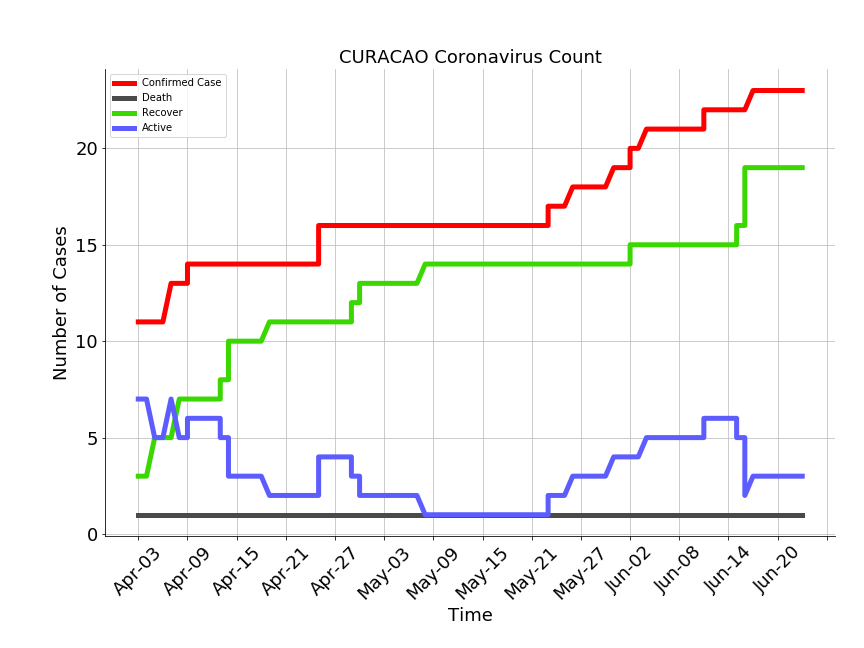 CURACAO Coronavirus Count
Confirmed Case
Death
Recover
Active
Number of Cases
20
15
10
5
0
Apr-03
Apr-09
Apr-15
Apr-21
Apr-27
May-03
May-09
May-15
May-21
May-27
Jun-02
Jun-08
Jun-14
Jun-20
Time